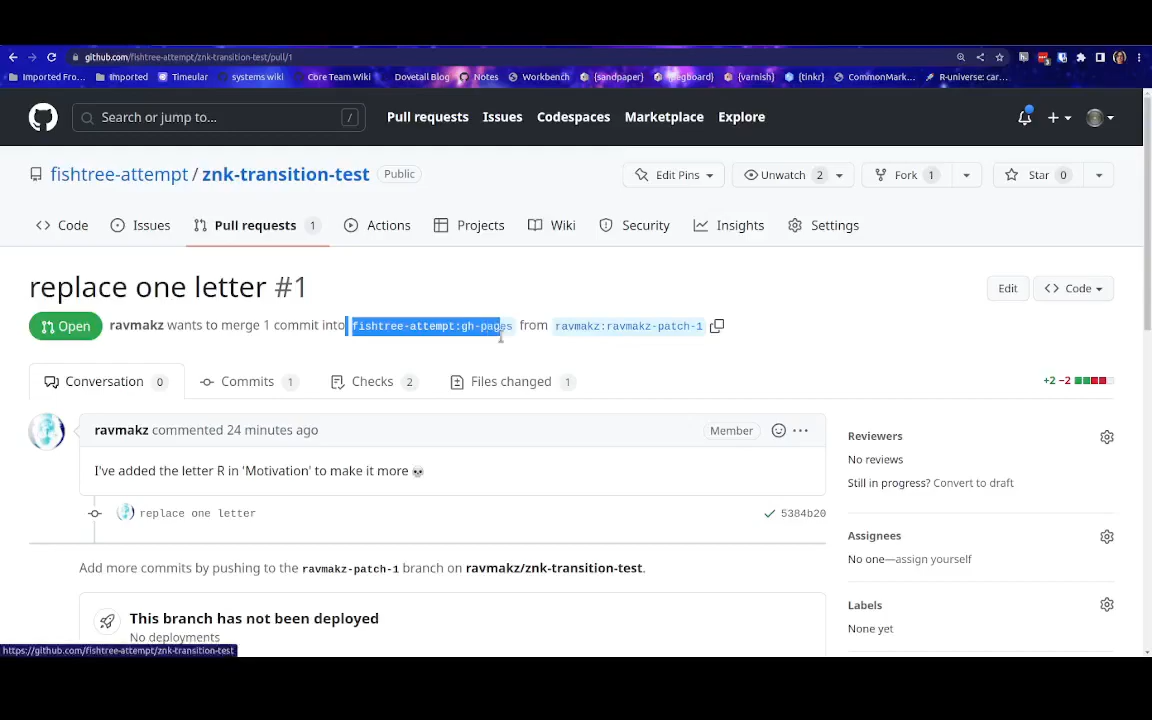 github.com/fishtree-attempt/znk-transition-test/pull/1
Imported Fro... Imported Timeular systems wiki Core Team Wiki Dovetail Blog Notes Workbench {sandpaper} {pegboard} {varnish} {tinkr} CommonMark... R-universe: car...
Search or jump to... / Pull requests Issues Codespaces Marketplace Explore
fishtree-attempt / znk-transition-test Public Edit Pins Unwatch 2 Fork 1 Star 0
Code Issues Pull requests 1 Actions Projects Wiki Security Insights Settings
replace one letter #1 Edit Code
Open ravmakz wants to merge 1 commit into fishtree-attempt:gh-pages from ravmakz:ravmakz-patch-1
Conversation 0 Commits 1 Checks 2 Files changed 1 +2 −2
ravmakz commented 24 minutes ago Member
I've added the letter R in 'Motivation' to make it more 💀
replace one letter 5384b20
Add more commits by pushing to the ravmakz-patch-1 branch on ravmakz/znk-transition-test.
This branch has not been deployed
No deployments
Reviewers
No reviews
Still in progress? Convert to draft
Assignees
No one—assign yourself
Labels
None yet
https://github.com/fishtree-attempt/znk-transition-test